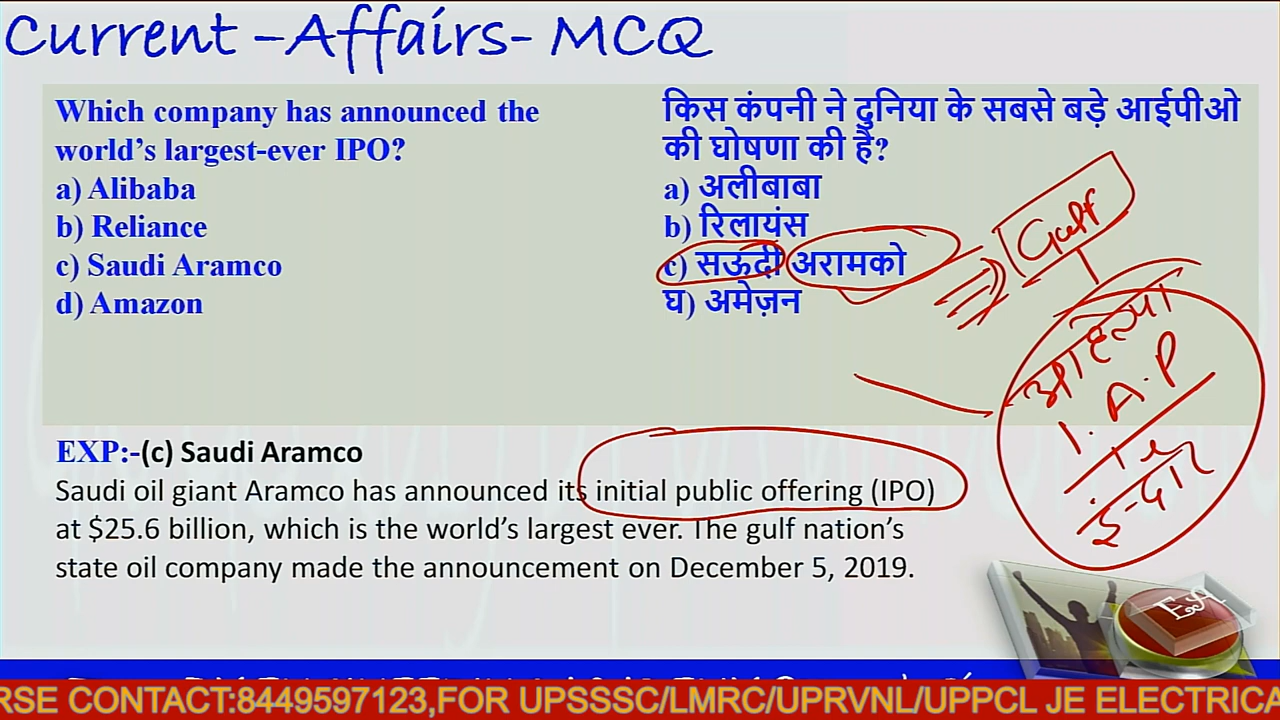 Current –Affairs- MCQ
Which company has announced the
world's largest-ever IPO?
a) Alibaba
b) Reliance
c) Saudi Aramco
d) Amazon
किस कंपनी ने दुनिया के सबसे बड़े आईपीओ
की घोषणा की है?
a) अलीबाबा
b) रिलायंस
c) सऊदी अरामको
घ) अमेज़न
Gulf
I.A.P
EXP:-(c) Saudi Aramco
Saudi oil giant Aramco has announced its initial public offering (IPO)
at $25.6 billion, which is the world's largest ever. The gulf nation's
state oil company made the announcement on December 5, 2019.
E.A
RSE CONTACT:8449597123,FOR UPSSSC/LMRC/UPRVNL/UPPCL JE ELECTRICA